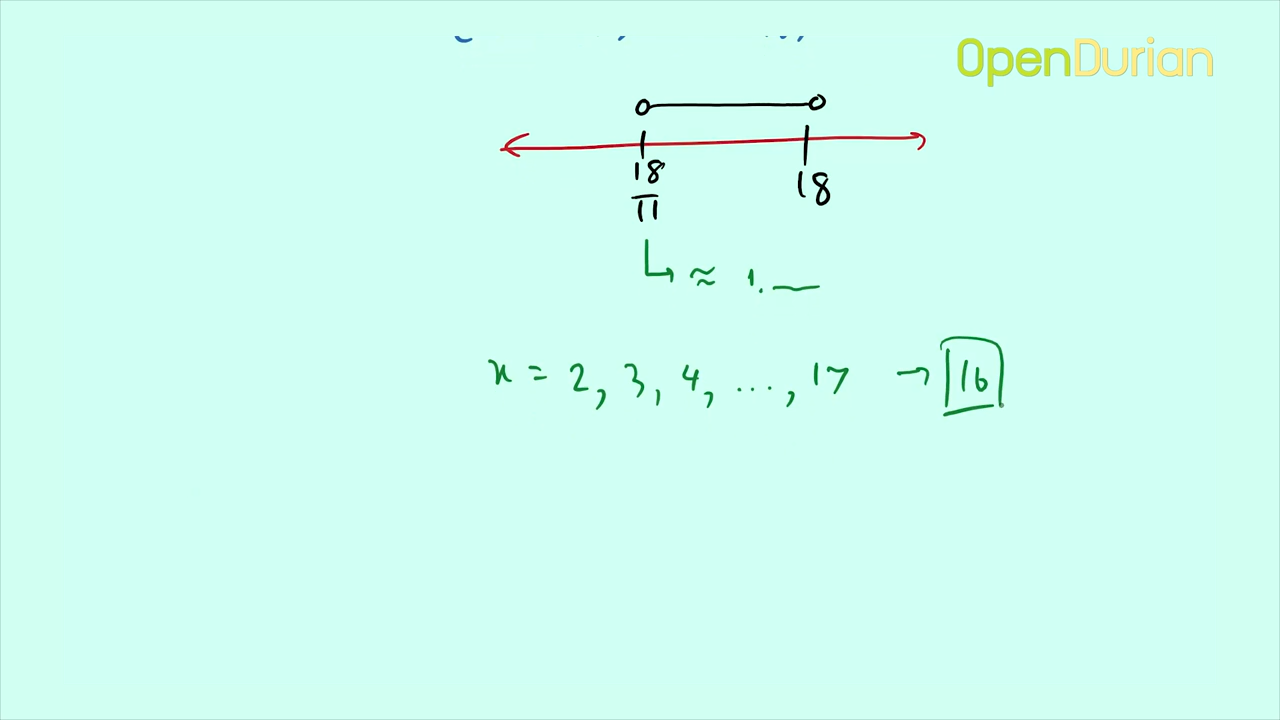 OpenDurian
18 18
11
≈ 1.
x = 2, 3, 4, ..., 17 → 16